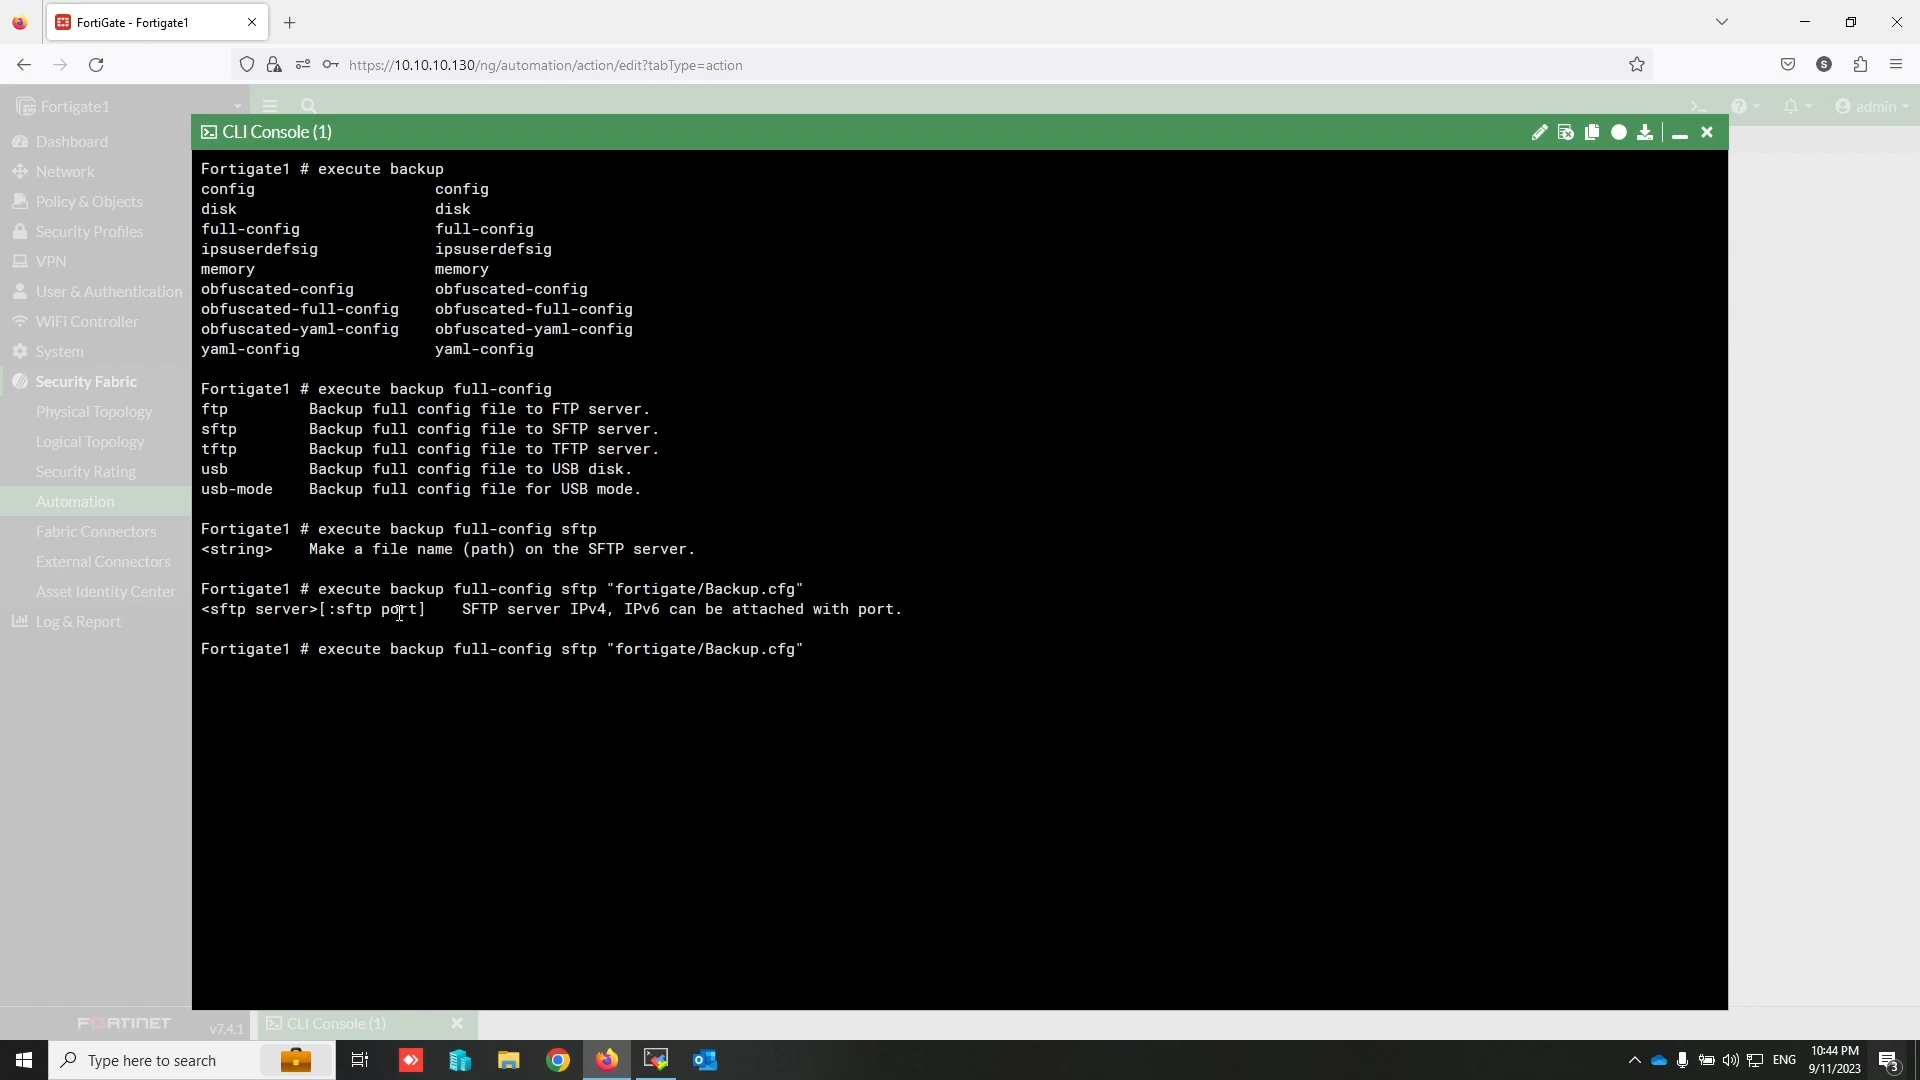 FortiGate - Fortigate1
https://10.10.10.130/ng/automation/action/edit?tabType=action
Fortigate1
admin
CLI Console (1)
Dashboard
Network
Policy & Objects
Security Profiles
VPN
User & Authentication
WiFi Controller
System
Security Fabric
Physical Topology
Logical Topology
Security Rating
Automation
Fabric Connectors
External Connectors
Asset Identity Center
Log & Report
Fortigate1 # execute backup
config config
disk disk
full-config full-config
ipsuserdefsig ipsuserdefsig
memory memory
obfuscated-config obfuscated-config
obfuscated-full-config obfuscated-full-config
obfuscated-yaml-config obfuscated-yaml-config
yaml-config yaml-config
Fortigate1 # execute backup full-config
ftp Backup full config file to FTP server.
sftp Backup full config file to SFTP server.
tftp Backup full config file to TFTP server.
usb Backup full config file to USB disk.
usb-mode Backup full config file for USB mode.
Fortigate1 # execute backup full-config sftp
<string> Make a file name (path) on the SFTP server.
Fortigate1 # execute backup full-config sftp "fortigate/Backup.cfg"
<sftp server>[:sftp port] SFTP server IPv4, IPv6 can be attached with port.
Fortigate1 # execute backup full-config sftp "fortigate/Backup.cfg"
FORTINET v7.4.1
CLI Console (1)
Type here to search
ENG
10:44 PM
9/11/2023
3